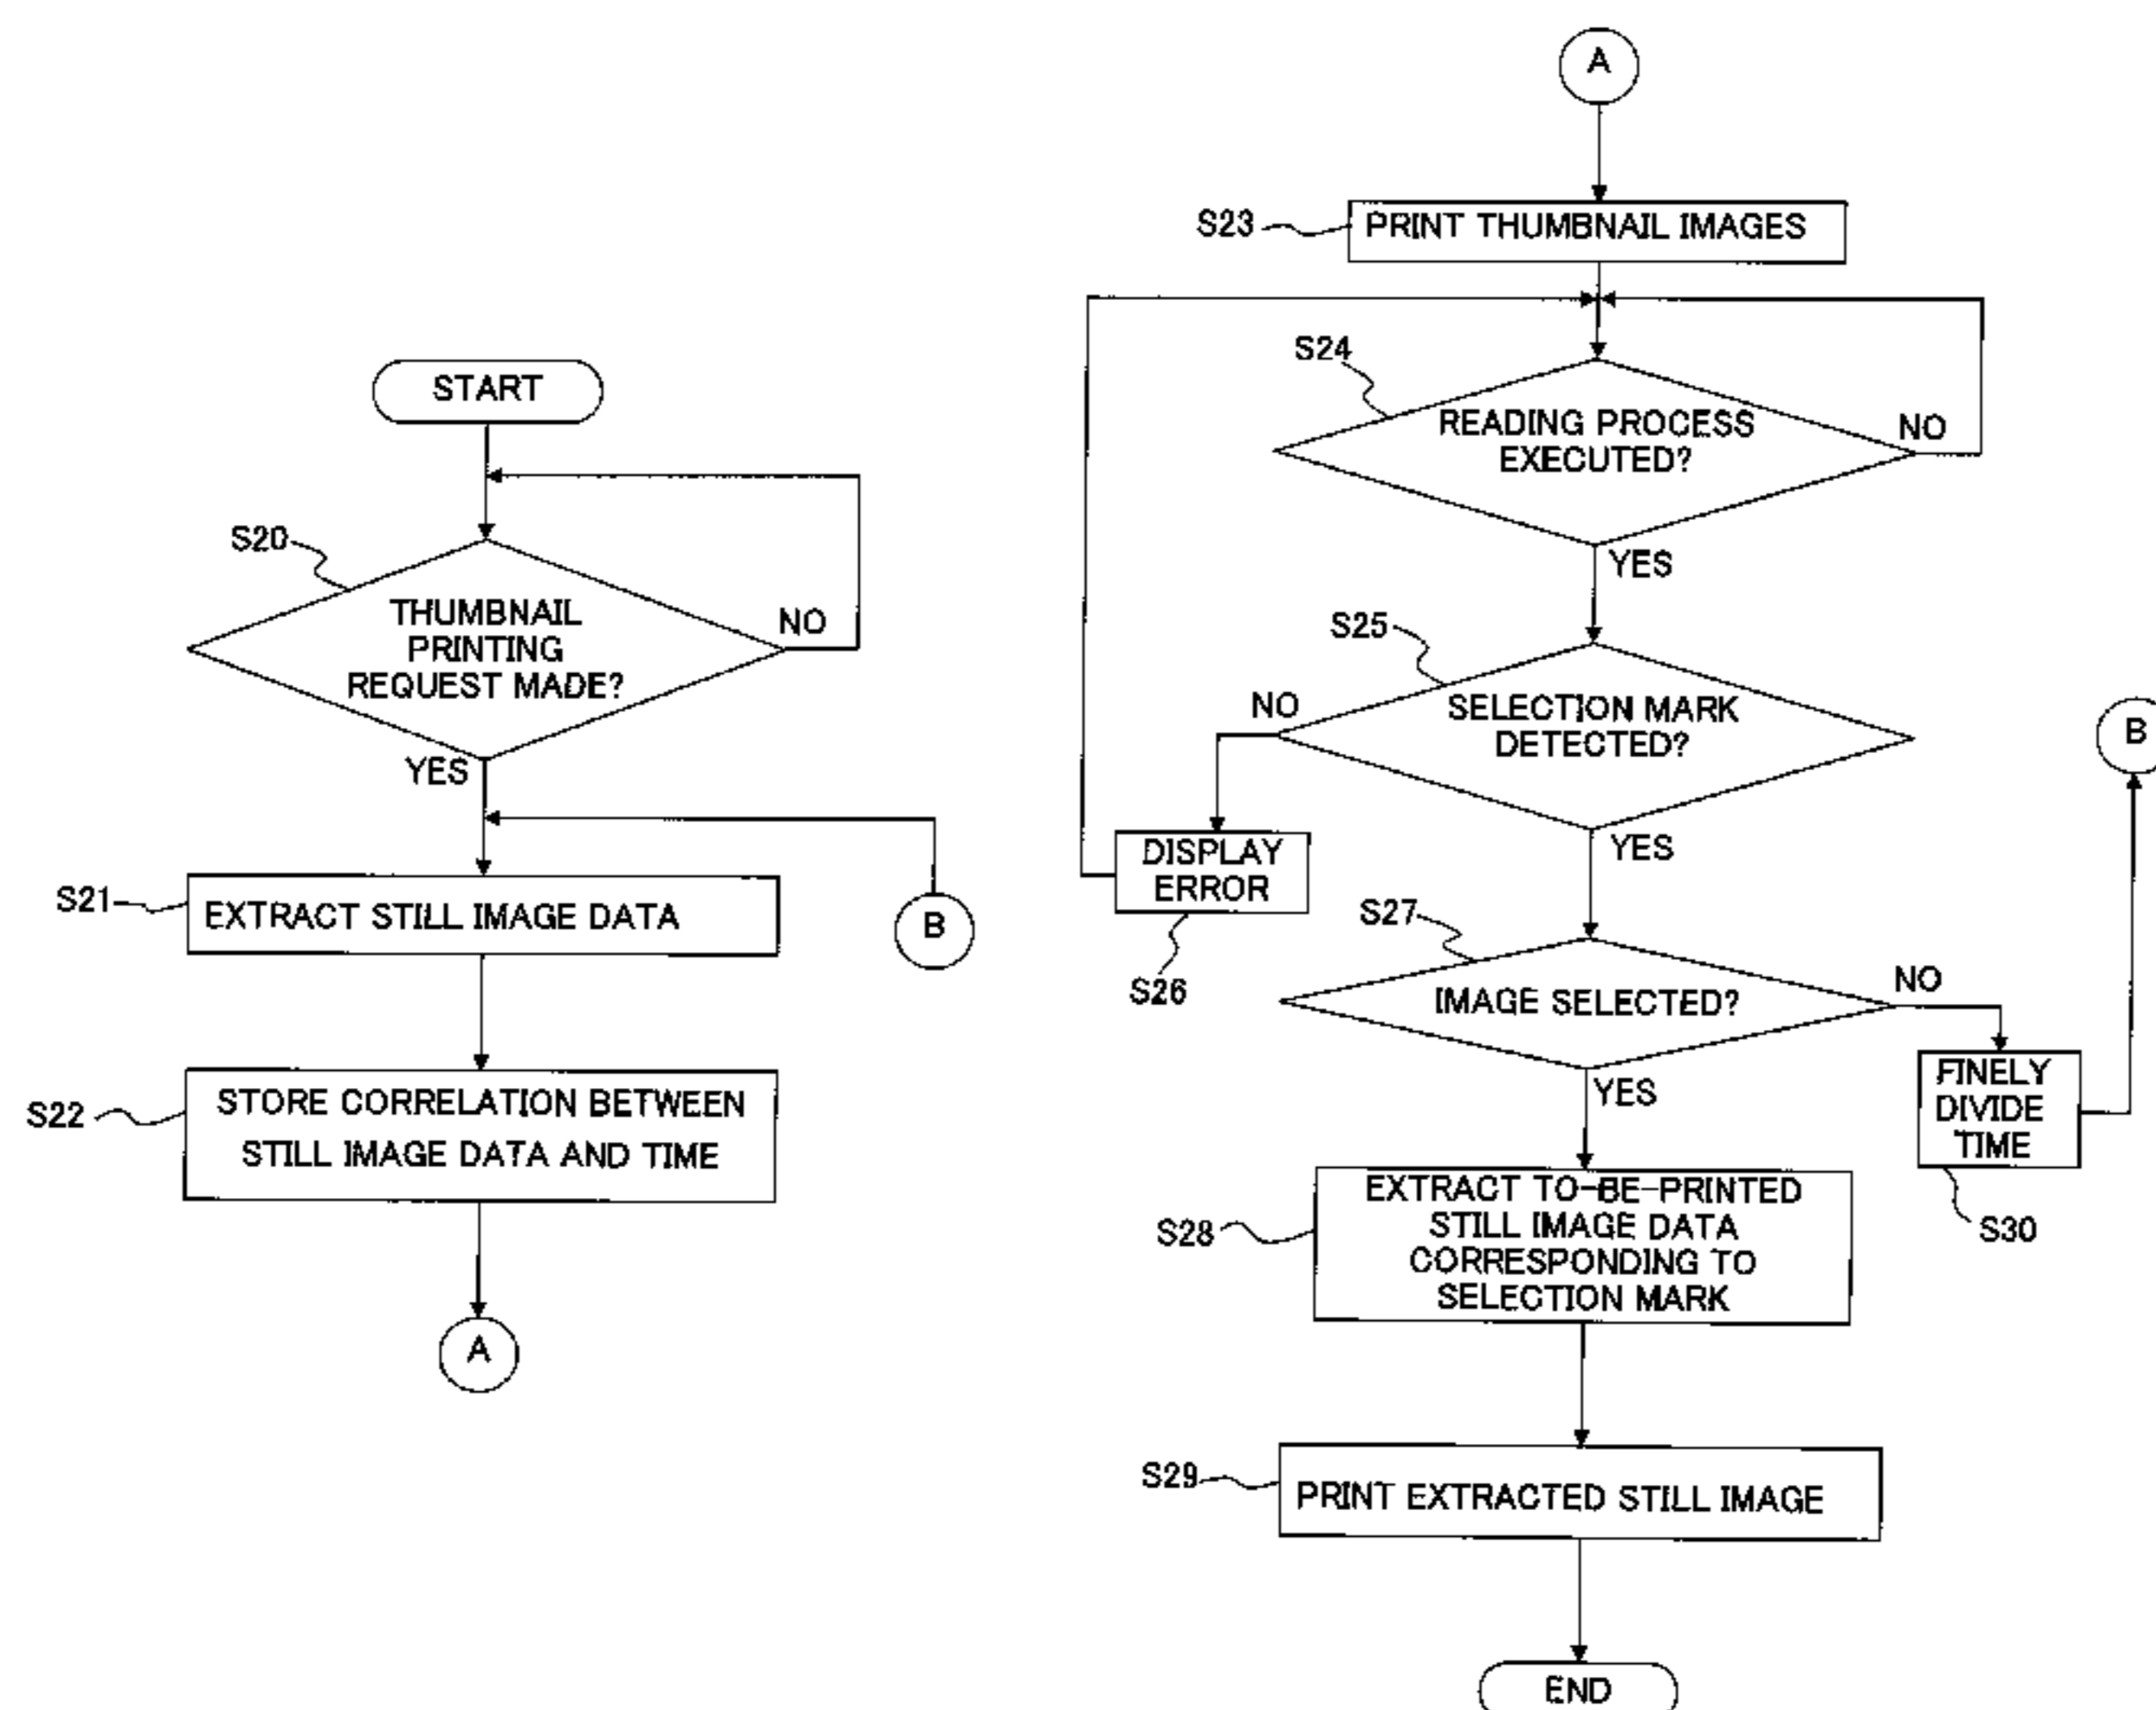 START
S20
THUMBNAIL
PRINTING
REQUEST MADE?
NO
YES
S21
EXTRACT STILL IMAGE DATA
B
S22
STORE CORRELATION BETWEEN
STILL IMAGE DATA AND TIME
A
A
S23
PRINT THUMBNAIL IMAGES
S24
READING PROCESS
EXECUTED?
NO
YES
S25
SELECTION MARK
DETECTED?
NO
YES
DISPLAY
ERROR
S26
S27
IMAGE SELECTED?
NO
YES
B
FINELY
DIVIDE
TIME
S30
S28
EXTRACT TO-BE-PRINTED
STILL IMAGE DATA
CORRESPONDING TO
SELECTION MARK
S29
PRINT EXTRACTED STILL IMAGE
END